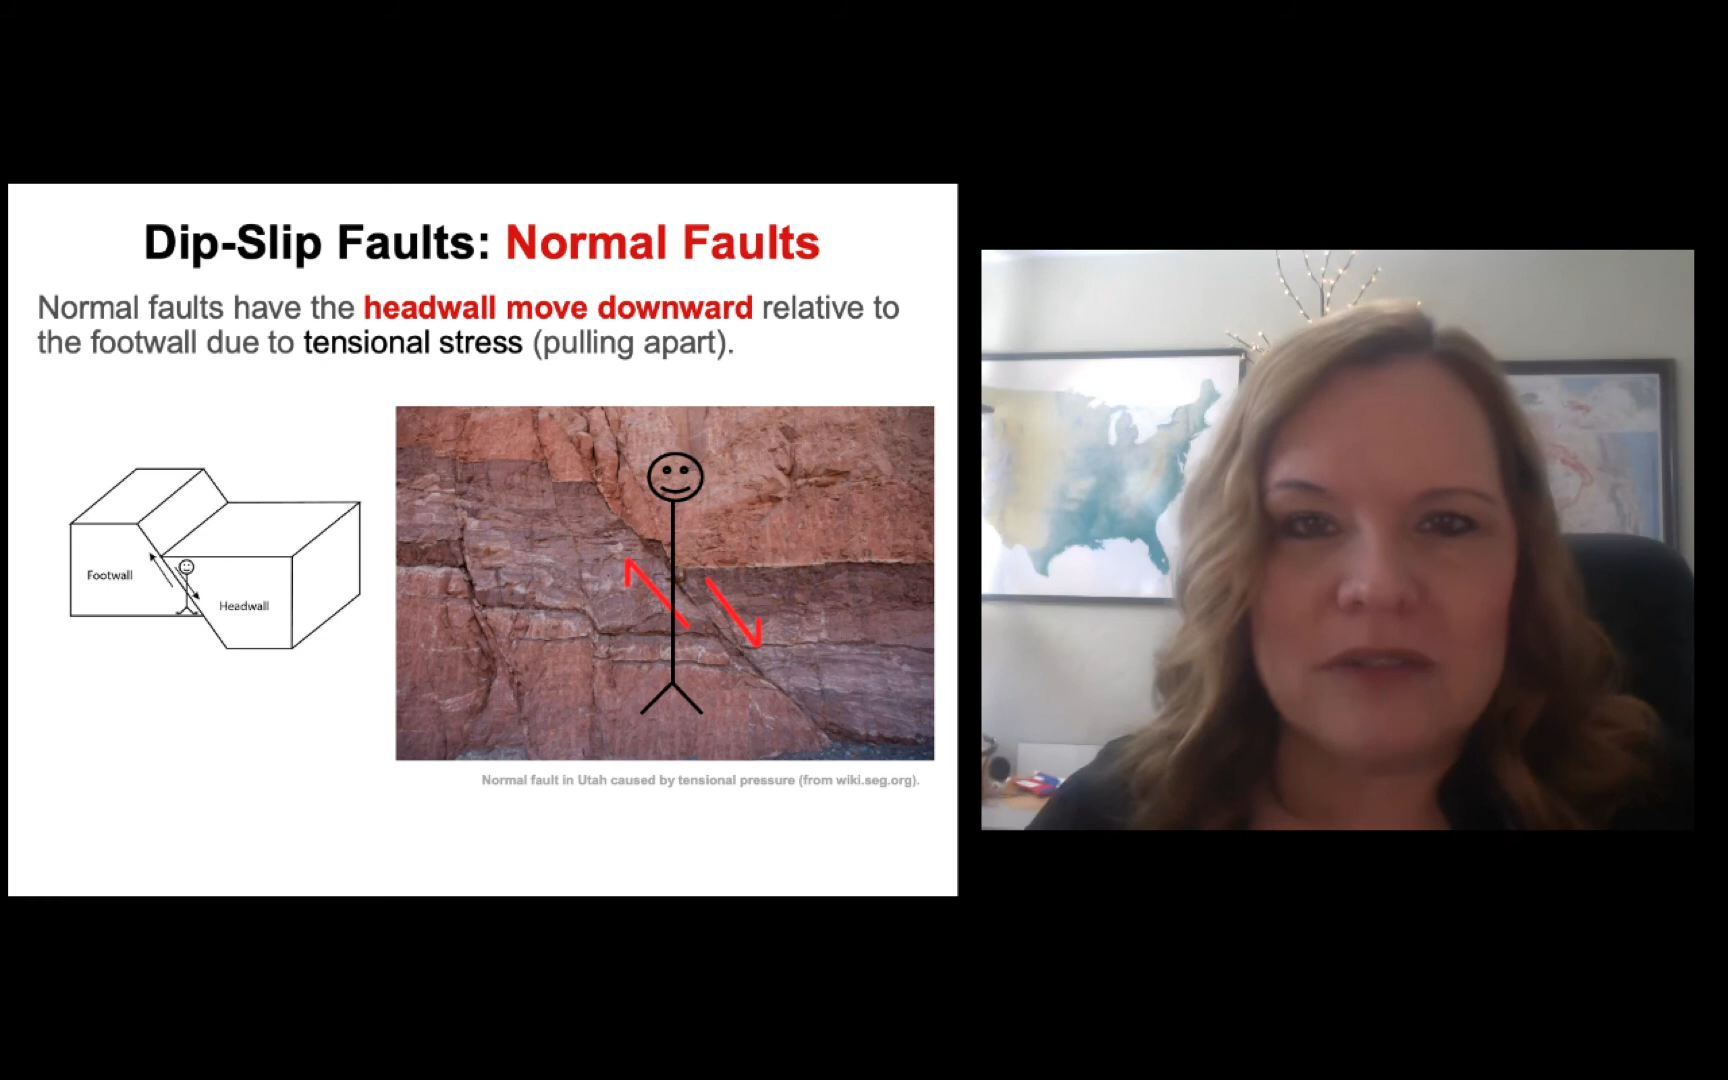 Dip-Slip Faults: Normal Faults
Normal faults have the headwall move downward relative to
the footwall due to tensional stress (pulling apart).
Footwall
Headwall
Normal fault in Utah caused by tensional pressure (from wiki.seg.org).